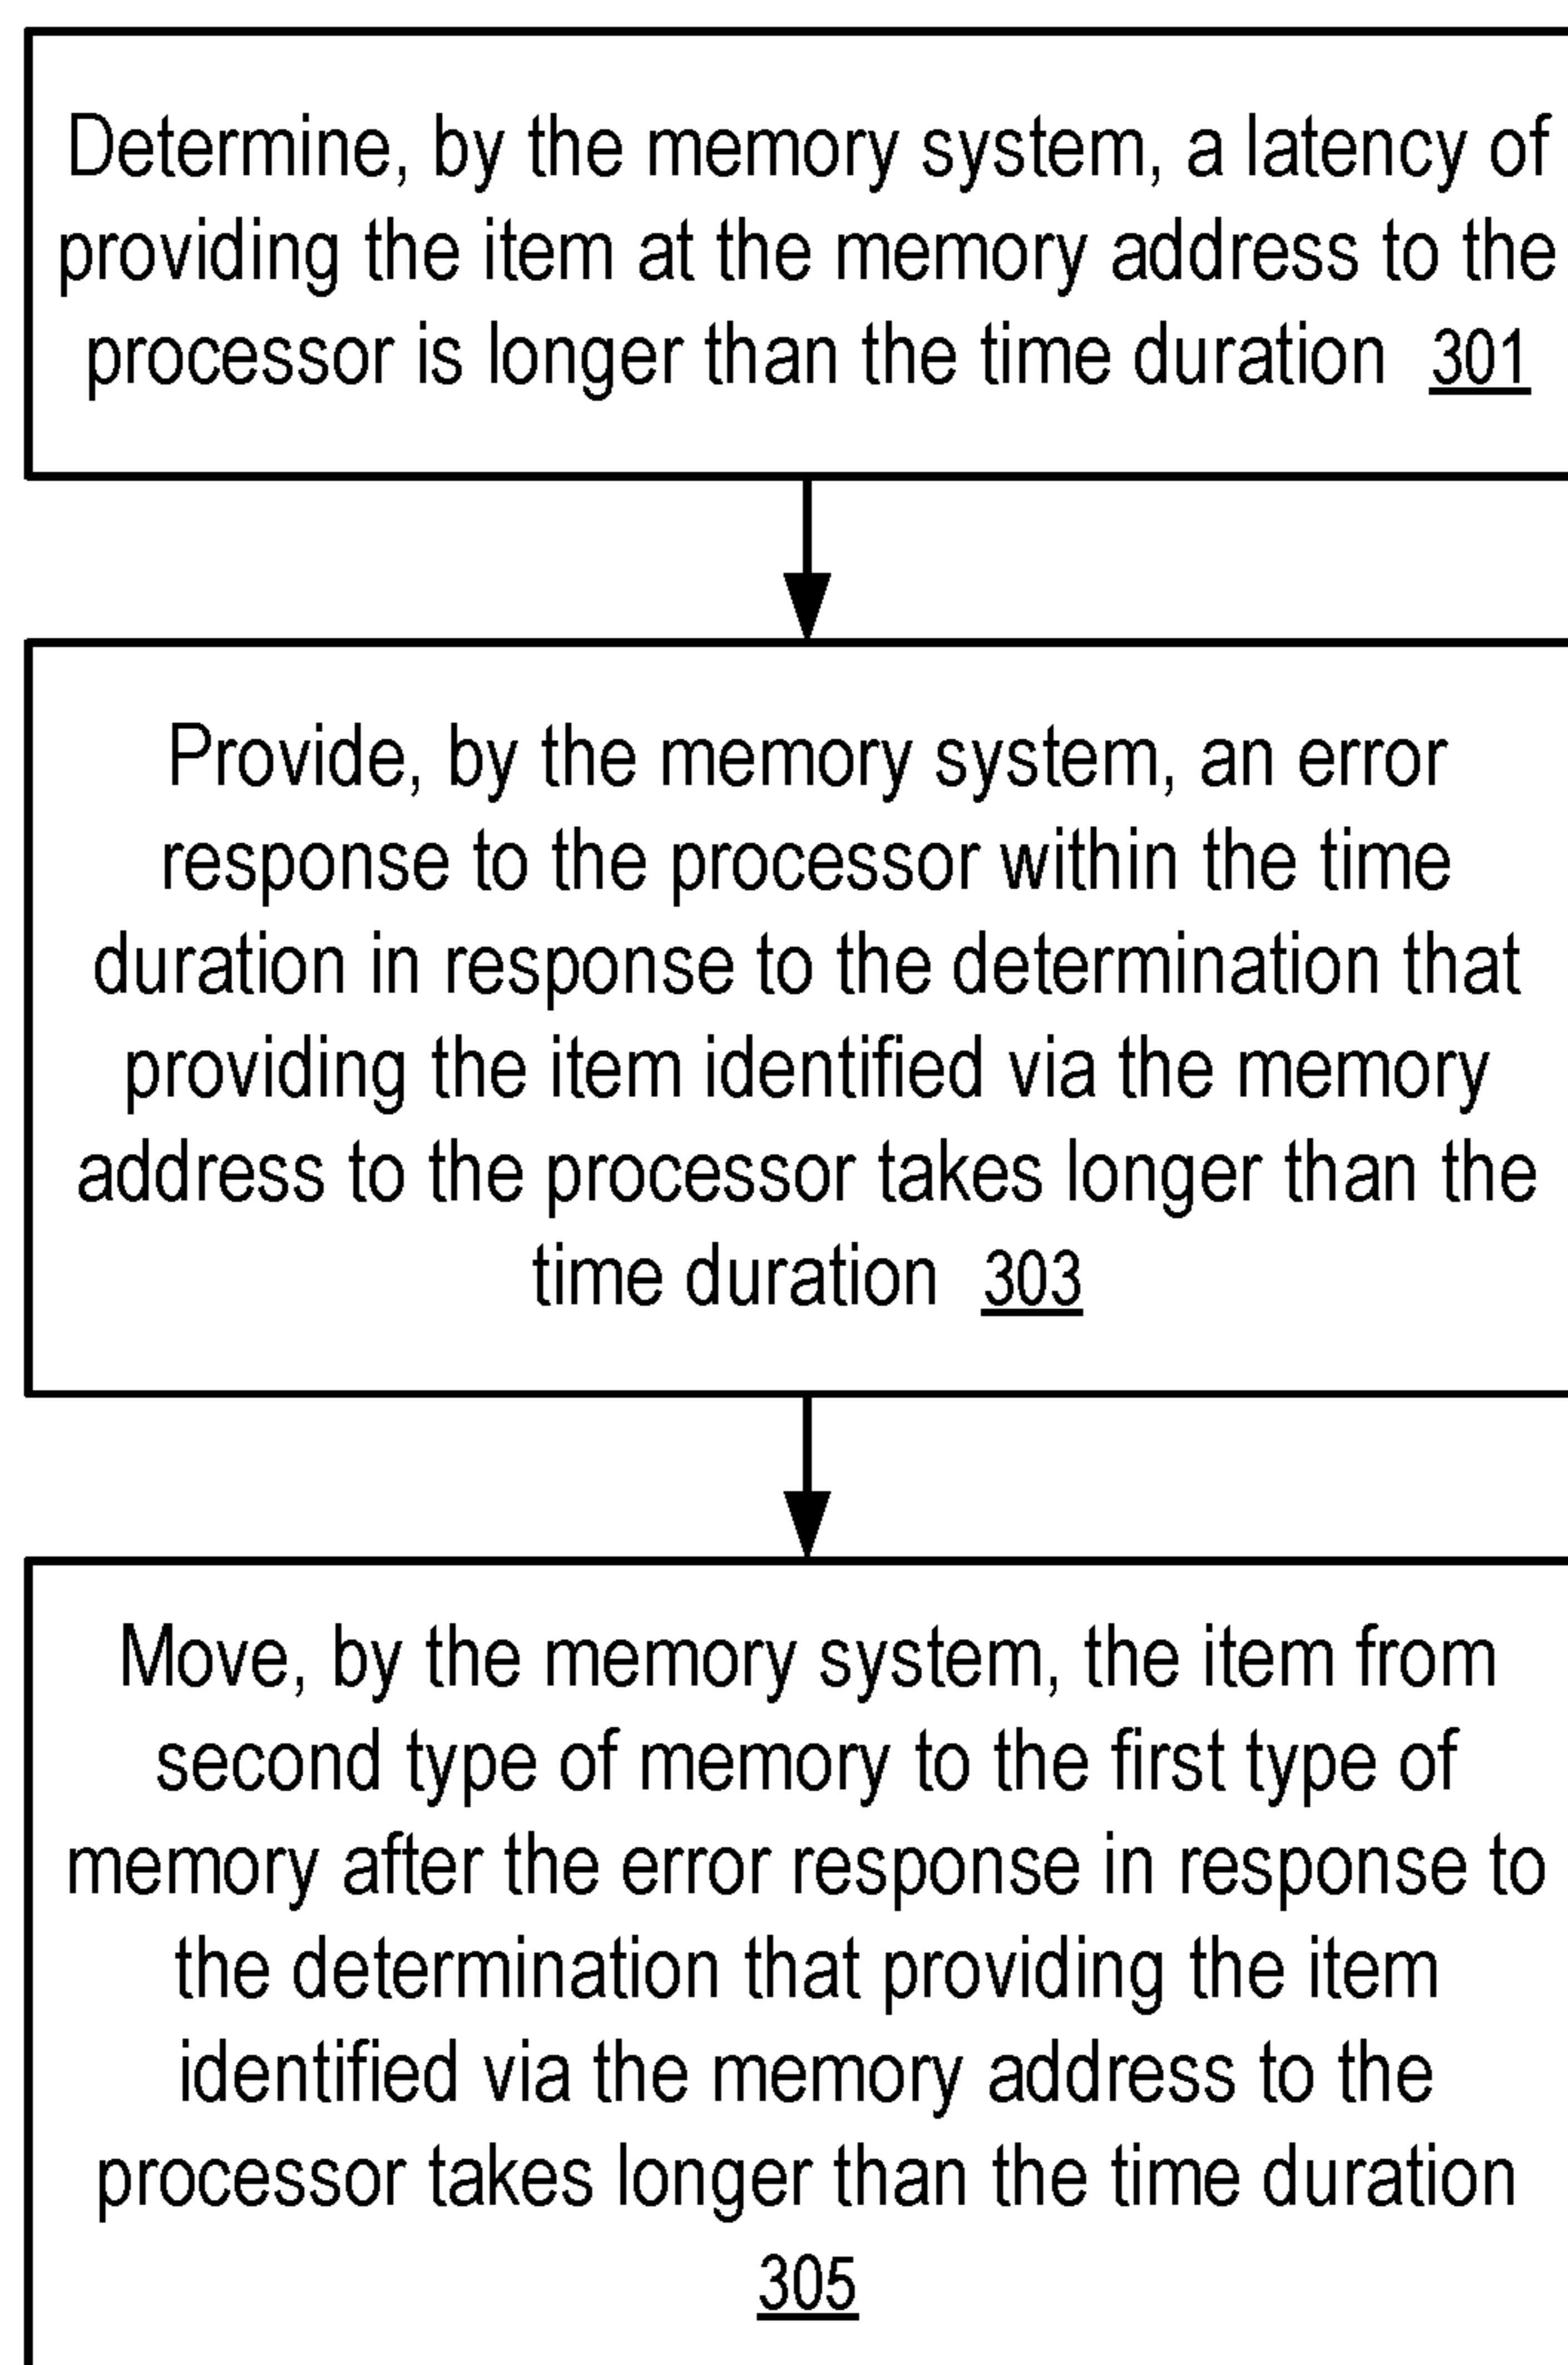 Determine, by the memory system, a latency of
providing the item at the memory address to the
processor is longer than the time duration 301
Provide, by the memory system, an error
response to the processor within the time
duration in response to the determination that
providing the item identified via the memory
address to the processor takes longer than the
time duration 303
Move, by the memory system, the item from
second type of memory to the first type of
memory after the error response in response to
the determination that providing the item
identified via the memory address to the
processor takes longer than the time duration
305